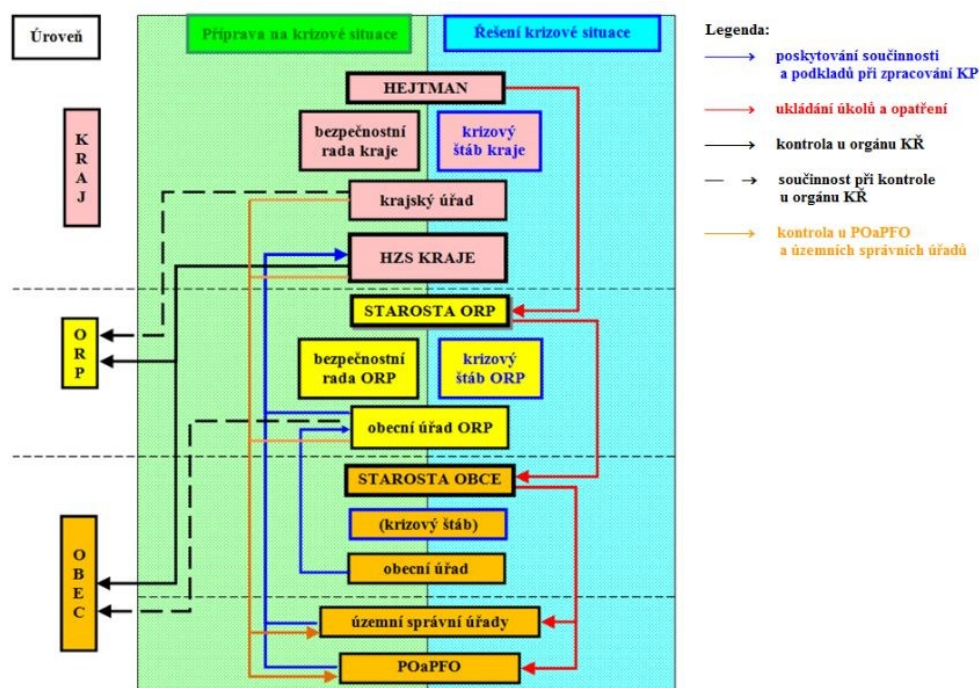 Úroveň
Příprava na krizové situace
Řešení krizové situace
Legenda:
poskytování součinnosti
a podkladů při zpracování KP
ukládání úkolů a opatření
kontrola u orgánu KŘ
součinnost při kontrole
u orgánu KŘ
kontrola u POaPFO
a územních správních úřadů
K
R
A
J
HEJTMAN
bezpečnostní
rada kraje
krizový
štáb kraje
krajský úřad
HZS KRAJE
O
R
P
STAROSTA ORP
bezpečnostní
rada ORP
krizový
štáb ORP
obecní úřad ORP
O
B
E
C
STAROSTA OBCE
(krizový štáb)
obecní úřad
územní správní úřady
POaPFO